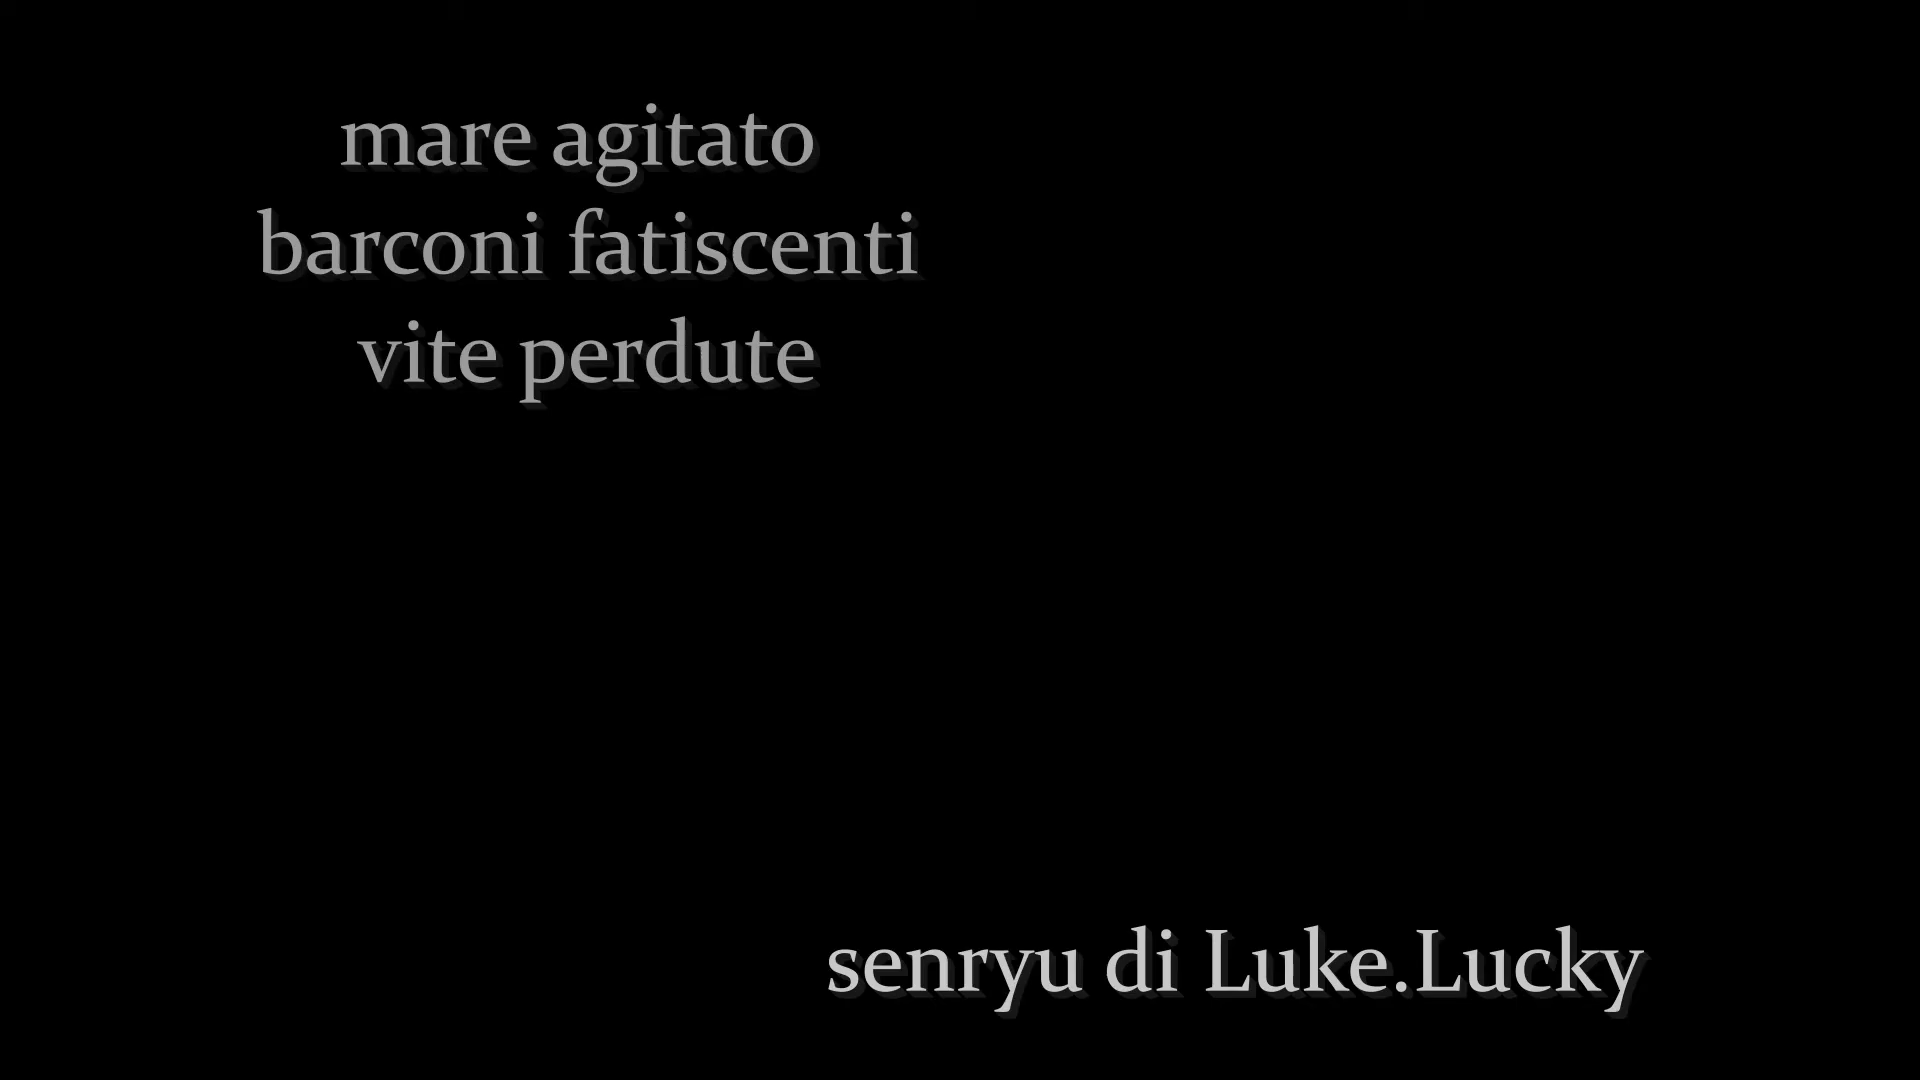 mare agitato
barconi fatiscenti
vite perdute
senryu di Luke.Lucky